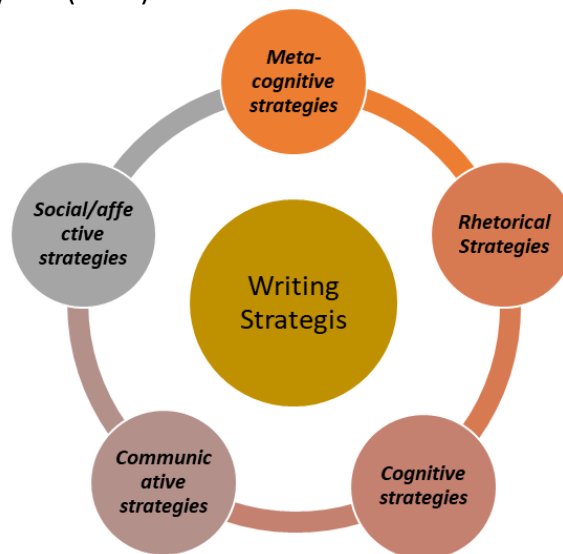 Meta-
cognitive
strategies
Rhetorical
Strategies
Cognitive
strategies
Communic
ative
strategies
Social/affe
ctive
strategies
Writing
Strategis